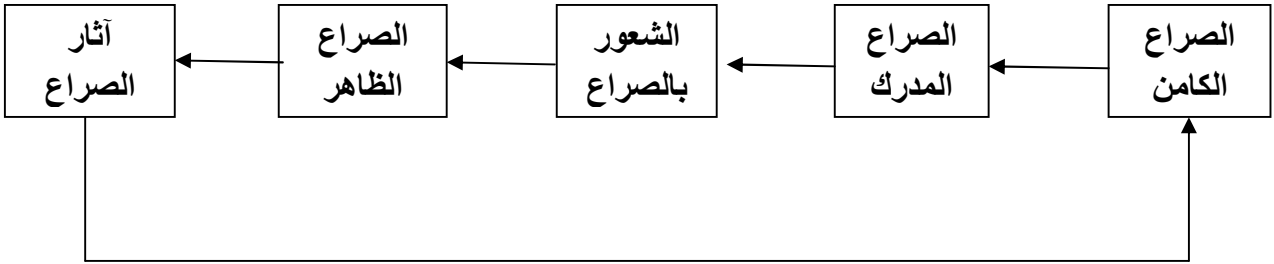 الصراع
الكامن
الصراع
المدرك
الشعور
بالصراع
الصراع
الظاهر
آثار
الصراع